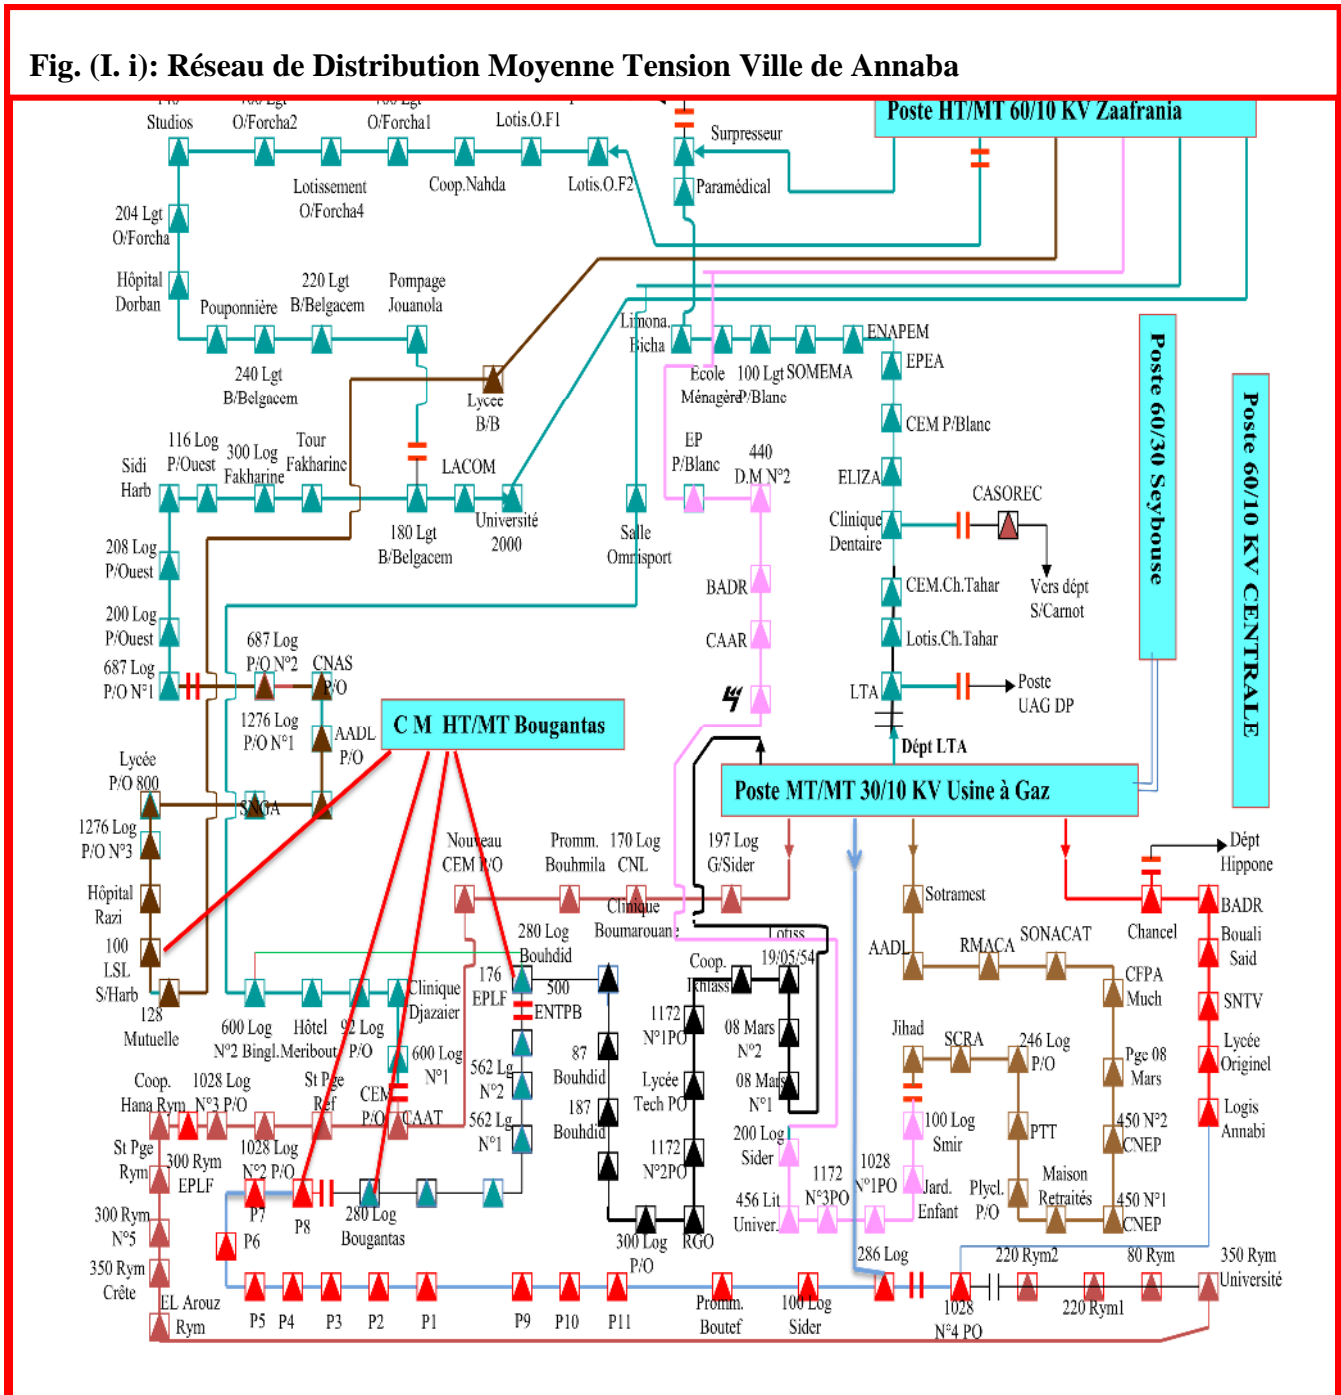 Fig. (I. i): Réseau de Distribution Moyenne Tension Ville de Annaba
Poste HT/MT 60/10 KV Zaafrania
Studios
O/Forcha2
O/Forcha1
Lotis.O.F1
Surpresseur
Lotissement
O/Forcha4
Coop.Nahda
Lotis.O.F2
Paramédical
204 Lgt
O/Forcha
Hôpital
Dorban
Pouponnière
220 Lgt
B/Belgacem
Pompage
Jouanola
240 Lgt
B/Belgacem
Lycee
B/B
Limona.
Bicha
Ecole
Ménagère
100 Lgt
P/Blanc
SOMEMA
ENAPEM
EPEA
CEM P/Blanc
ELIZA
Clinique
Dentaire
CASOREC
Vers dépt
S/Carnot
CEM.Ch.Tahar
Lotis.Ch.Tahar
LTA
Poste
UAG DP
Dépt LTA
Poste 60/30 Seybouse
Poste 60/10 KV CENTRALE
EP
P/Blanc
440
D.M N°2
BADR
CAAR
Sidi
Harb
116 Log
P/Ouest
300 Log
Fakharine
Tour
Fakharine
LACOM
180 Lgt
B/Belgacem
Université
2000
Salle
Omnisport
208 Log
P/Ouest
200 Log
P/Ouest
687 Log
P/O N°1
687 Log
P/O N°2
CNAS
P/O
1276 Log
P/O N°1
AADL
P/O
C M HT/MT Bougantas
Poste MT/MT 30/10 KV Usine à Gaz
Lycée
P/O 800
SNGA
1276 Log
P/O N°3
Hôpital
Razi
100
LSL
S/Harb
128
Mutuelle
Nouveau
CEM P/O
Promm.
Bouhmila
170 Log
CNL
197 Log
G/Sider
Clinique
Boumarouane
Dépt
Hippone
Chancel
BADR
Bouali
Said
SNTV
Lycée
Originel
Logis
Annabi
Sotramest
AADL
RMACA
SONACAT
CFPA
Much
Pge 08
Mars
450 N°2
CNEP
450 N°1
CNEP
Maison
Retraités
Plycl.
P/O
PTT
246 Log
P/O
SCRA
Jihad
100 Log
Smir
Jard.
Enfant
1028
N°1PO
1172
N°3PO
456 Lit
Univer.
200 Log
Sider
280 Log
Bouhdid
176
EPLF
500
ENTPB
Clinique
Djazaier
600 Log
N°2 Bingl.
Hôtel
Meribout
92 Log
P/O
600 Log
N°1
CEM
P/O
CAAT
562 Lg
N°2
562 Lg
N°1
87
Bouhdid
187
Bouhdid
300 Log
P/O
RGO
1172
N°2PO
Lycée
Tech PO
1172
N°1PO
Coop.
Ikhlass
Lotiss
19/05/54
08 Mars
N°2
08 Mars
N°1
Coop.
Hana Rym
1028 Log
N°3 P/O
St Pge
Ref
St Pge
Rym
300 Rym
EPLF
1028 Log
N°2 P/O
300 Rym
N°5
350 Rym
Crête
EL Arouz
Rym
P7
P8
P6
280 Log
Bougantas
P5
P4
P3
P2
P1
P9
P10
P11
Promm.
Boutef
100 Log
Sider
286 Log
1028
N°4 PO
220 Rym2
220 Rym1
80 Rym
350 Rym
Université